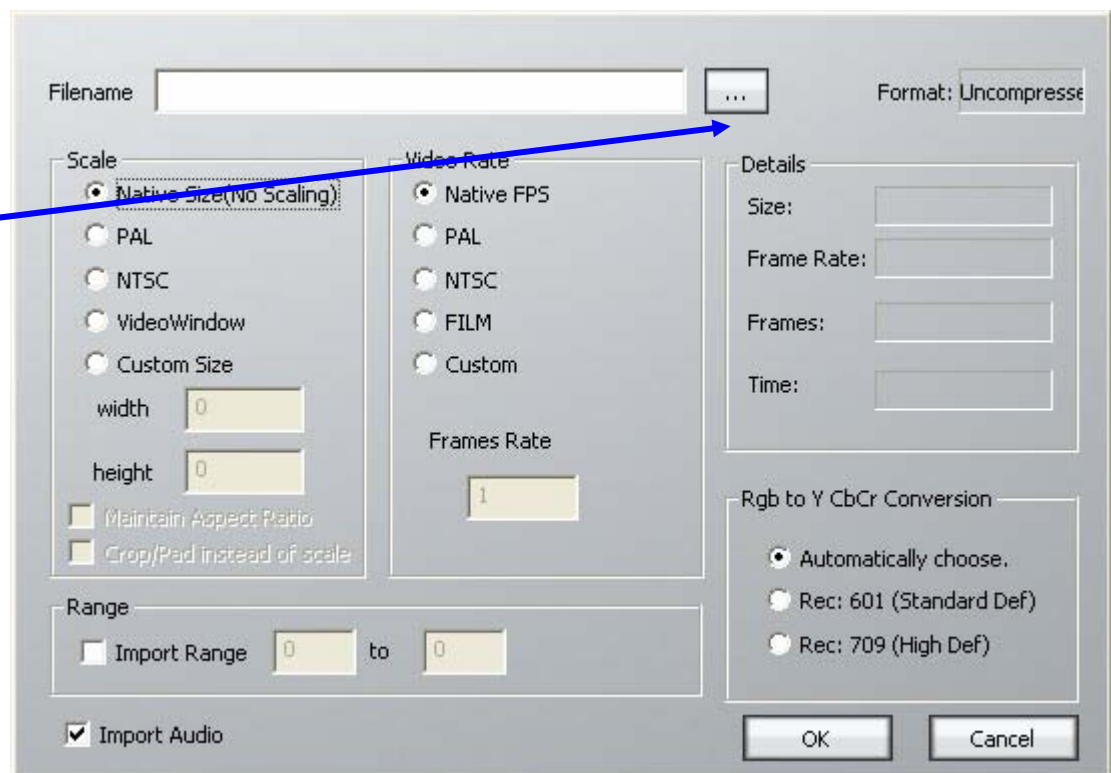 Filename
...
Format: Uncompresse
Scale
Native Size(No Scaling)
PAL
NTSC
VideoWindow
Custom Size
width 0
height 0
Maintain Aspect Ratio
Crop/Pad instead of scale
Video Rate
Native FPS
PAL
NTSC
FILM
Custom
Frames Rate
1
Details
Size:
Frame Rate:
Frames:
Time:
Rgb to Y CbCr Conversion
Automatically choose.
Rec: 601 (Standard Def)
Rec: 709 (High Def)
Range
Import Range 0 to 0
Import Audio
OK Cancel